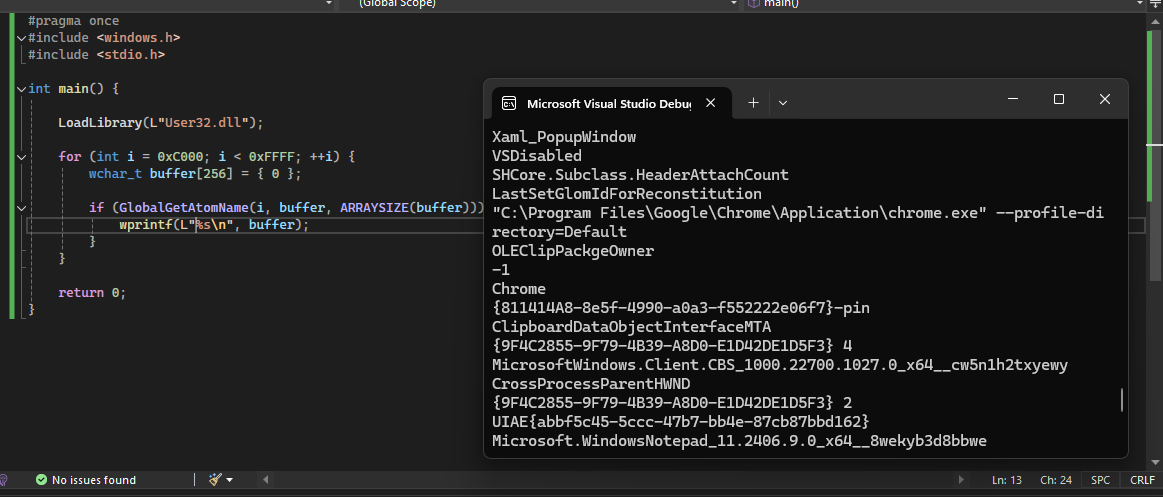 (Global Scope) main()
#pragma once
#include <windows.h>
#include <stdio.h>
int main() {
LoadLibrary(L"User32.dll");
for (int i = 0xC000; i < 0xFFFF; ++i) {
wchar_t buffer[256] = { 0 };
if (GlobalGetAtomName(i, buffer, ARRAYSIZE(buffer)))
wprintf(L"%s\n", buffer);
}
}
return 0;
}
Microsoft Visual Studio Debug
Xaml_PopupWindow
VSDisabled
SHCore.Subclass.HeaderAttachCount
LastSetGlomIdForReconstitution
"C:\Program Files\Google\Chrome\Application\chrome.exe" --profile-di
rectory=Default
OLEClipPackgeOwner
-1
Chrome
{811414A8-8e5f-4990-a0a3-f552222e06f7}-pin
ClipboardDataObjectInterfaceMTA
{9F4C2855-9F79-4B39-A8D0-E1D42DE1D5F3} 4
MicrosoftWindows.Client.CBS_1000.22700.1027.0_x64__cw5n1h2txyewy
CrossProcessParentHWND
{9F4C2855-9F79-4B39-A8D0-E1D42DE1D5F3} 2
UIAE{abbf5c45-5ccc-47b7-bb4e-87cb87bbd162}
Microsoft.WindowsNotepad_11.2406.9.0_x64__8wekyb3d8bbwe
No issues found
Ln: 13 Ch: 24 SPC CRLF